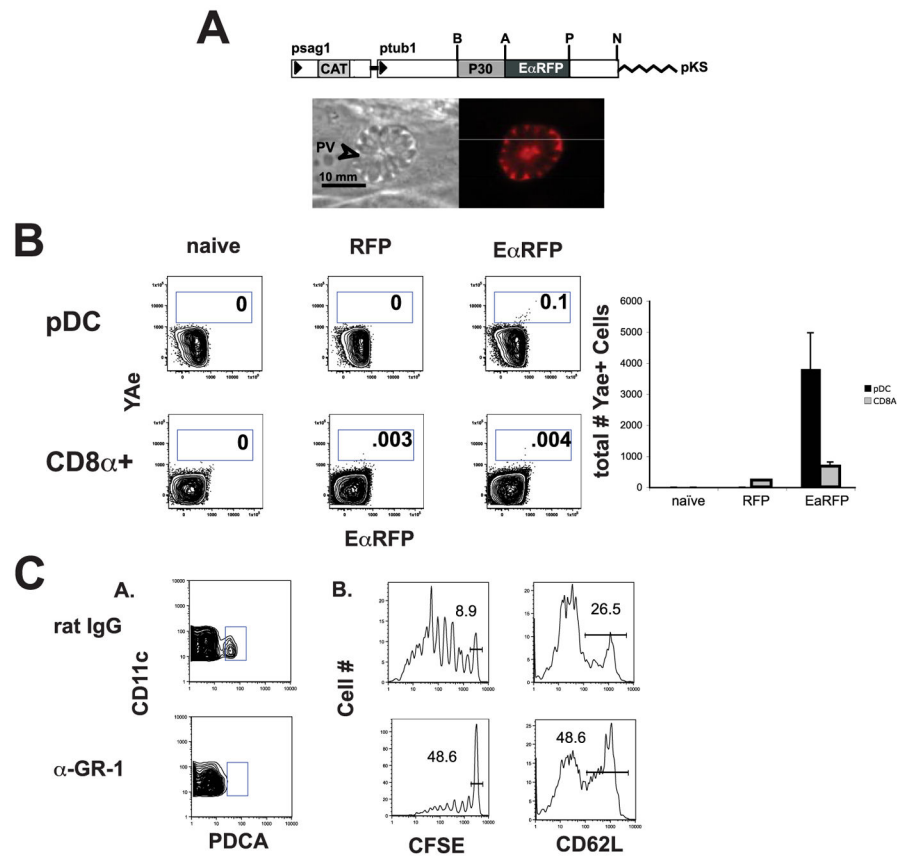 A
B A P N
psag1 ptub1
CAT P30 EαRFP pKS
PV
10 mm
B
naive RFP EαRFP
pDC
YAe
0 0 0.1
CD8α+
0 .003 .004
EαRFP
total # Yae+ Cells
6000
5000
4000
3000
2000
1000
0
naïve RFP EaRFP
pDC
CD8A
C
A. B.
rat IgG
CD11c
Cell #
8.9 26.5
α-GR-1
48.6 48.6
PDCA CFSE CD62L